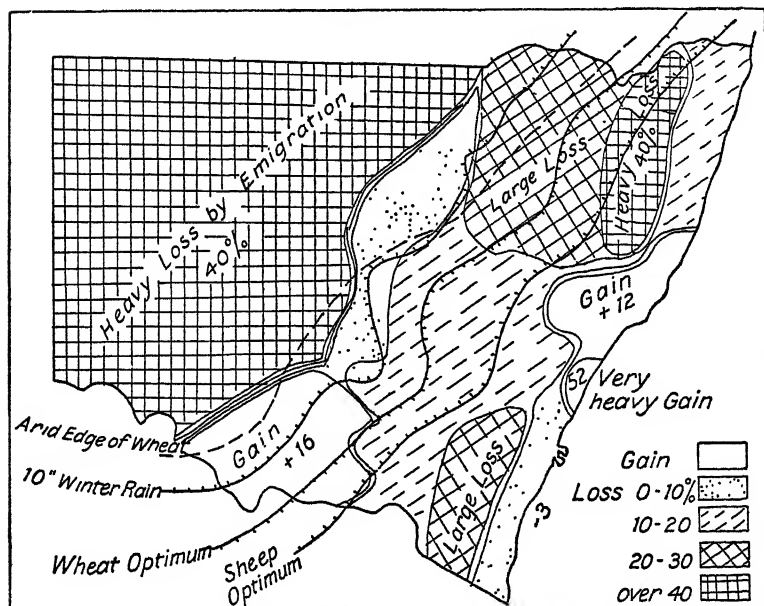 Heavy Loss by Emigration
40%
Large Loss
Heavy Loss
40%
Gain
+ 12
52
Very
heavy Gain
Gain
+ 16
Arid Edge of Wheat
10" Winter Rain
Wheat Optimum
Sheep
Optimum
Large Loss
-3
Gain
Loss 0-10%
10-20
20-30
over 40